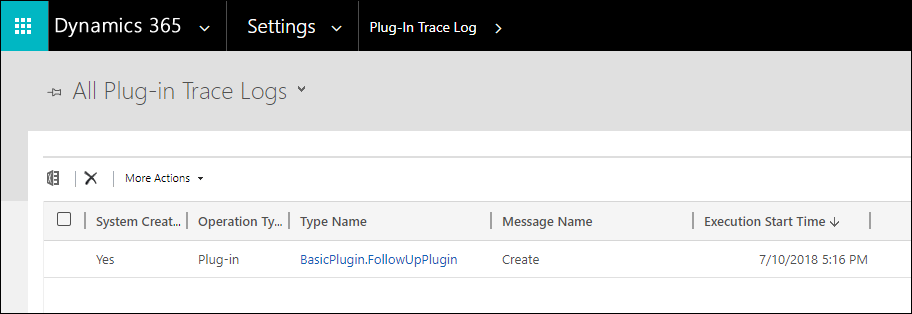 Dynamics 365 Settings Plug-In Trace Log
All Plug-in Trace Logs
More Actions
System Creat... Operation Ty... Type Name Message Name Execution Start Time
Yes Plug-in BasicPlugin.FollowUpPlugin Create 7/10/2018 5:16 PM